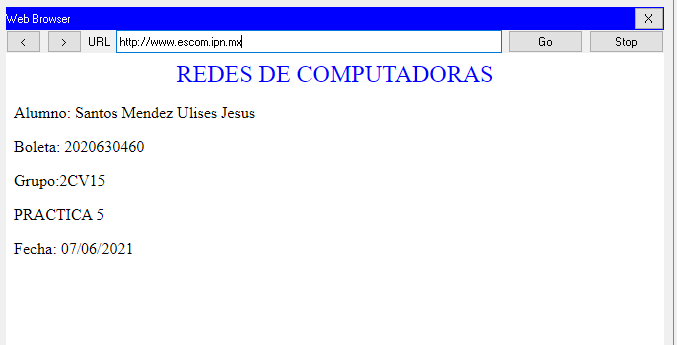 Web Browser X
< > URL http://www.escom.ipn.mx Go Stop
REDES DE COMPUTADORAS
Alumno: Santos Mendez Ulises Jesus
Boleta: 2020630460
Grupo:2CV15
PRACTICA 5
Fecha: 07/06/2021